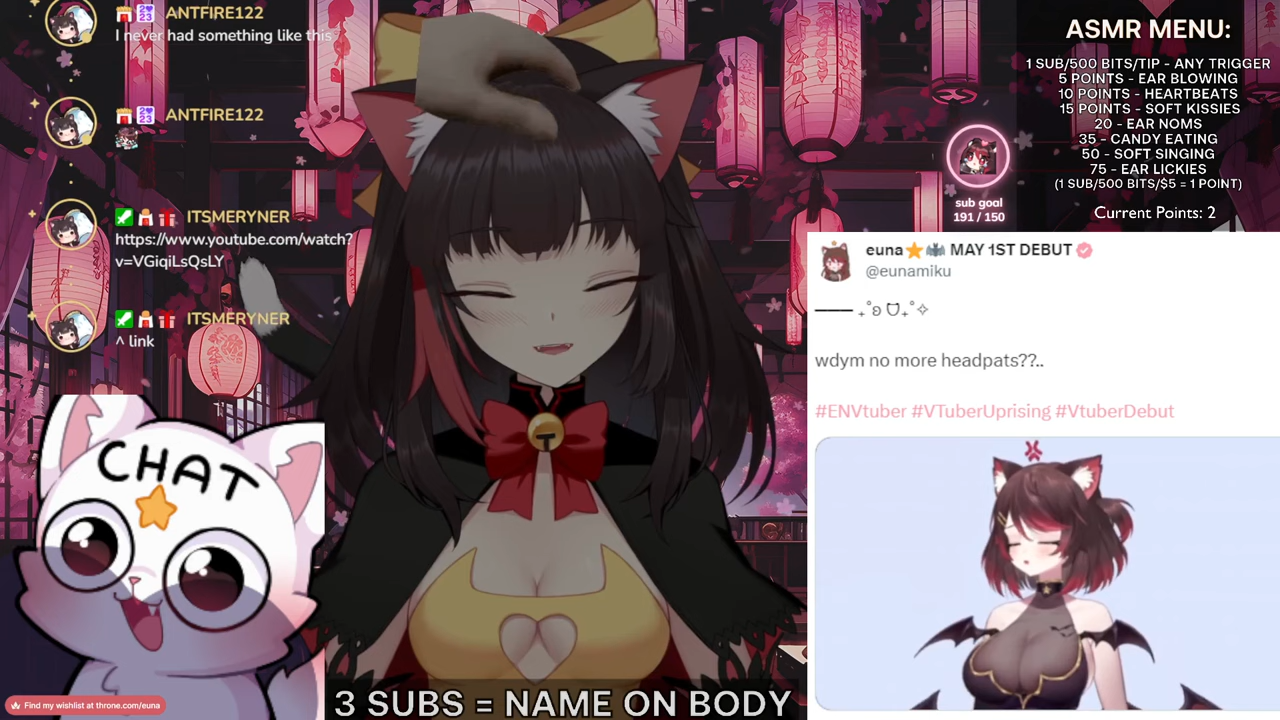 ANTFIRE122
I never had something like this
ANTFIRE122
ITSMERYNER
https://www.youtube.com/watch?
v=VGiqiLsQsLY
ITSMERYNER
^ link
CHAT
Find my wishlist at throne.com/euna
T
3 SUBS = NAME ON BODY
ASMR MENU:
1 SUB/500 BITS/TIP - ANY TRIGGER
5 POINTS - EAR BLOWING
10 POINTS - HEARTBEATS
15 POINTS - SOFT KISSIES
20 - EAR NOMS
35 - CANDY EATING
50 - SOFT SINGING
75 - EAR LICKIES
(1 SUB/500 BITS/$5 = 1 POINT)
Current Points: 2
sub goal
191 / 150
euna⭐🦇 MAY 1ST DEBUT
@eunamiku
—— ₊˚ʚ ᗢ₊˚✧
wdym no more headpats??..
#ENVtuber #VTuberUprising #VtuberDebut